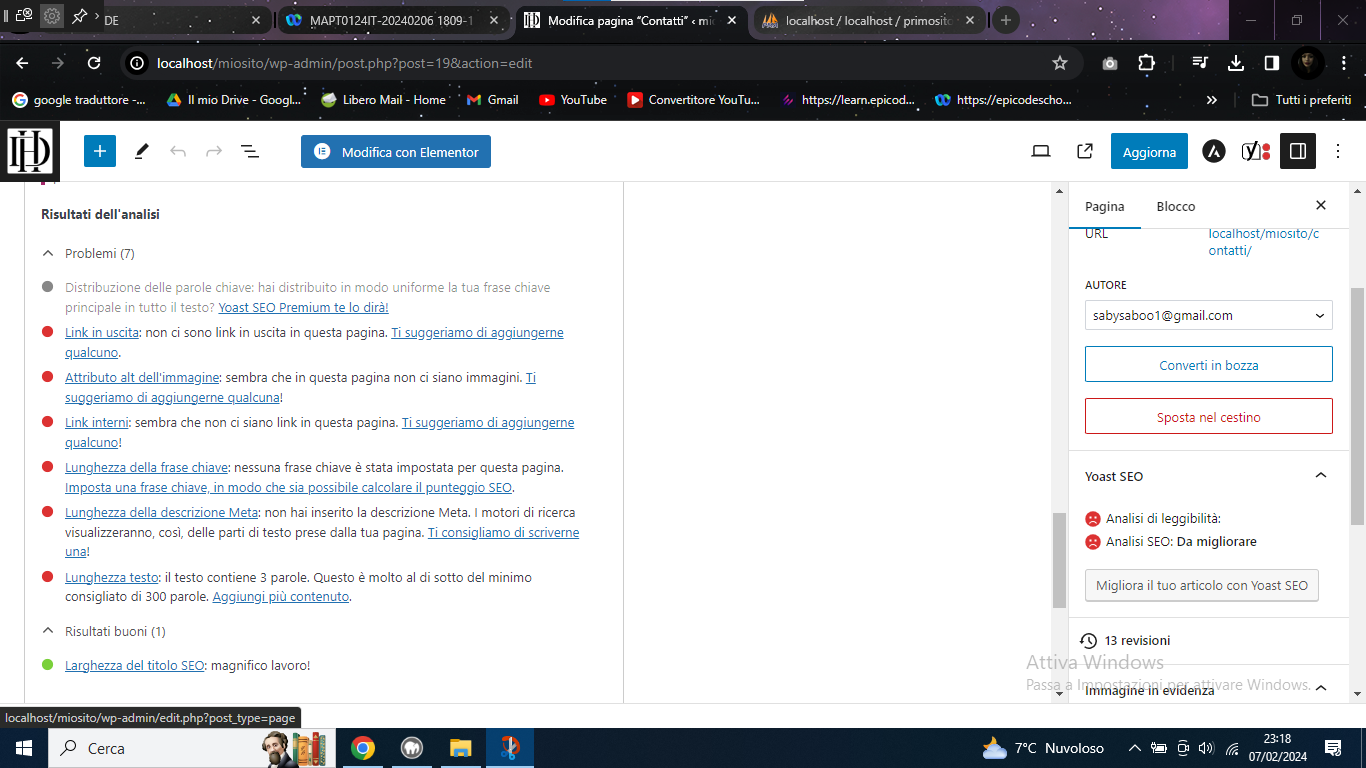 DE
MAPT0124IT-20240206 1809-1
Modifica pagina “Contatti” ‹ mio
localhost / localhost / primosito
localhost/miosito/wp-admin/post.php?post=19&action=edit
google traduttore -...
Il mio Drive - Googl...
Libero Mail - Home
Gmail
YouTube
Convertitore YouTu...
https://learn.epicod...
https://epicodescho...
»
Tutti i preferiti
Modifica con Elementor
Aggiorna
Risultati dell'analisi
Problemi (7)
Distribuzione delle parole chiave: hai distribuito in modo uniforme la tua frase chiave
principale in tutto il testo? Yoast SEO Premium te lo dirà!
Link in uscita: non ci sono link in uscita in questa pagina. Ti suggeriamo di aggiungerne
qualcuno.
Attributo alt dell'immagine: sembra che in questa pagina non ci siano immagini. Ti
suggeriamo di aggiungerne qualcuna!
Link interni: sembra che non ci siano link in questa pagina. Ti suggeriamo di aggiungerne
qualcuno!
Lunghezza della frase chiave: nessuna frase chiave è stata impostata per questa pagina.
Imposta una frase chiave, in modo che sia possibile calcolare il punteggio SEO.
Lunghezza della descrizione Meta: non hai inserito la descrizione Meta. I motori di ricerca
visualizzeranno, così, delle parti di testo prese dalla tua pagina. Ti consigliamo di scriverne
una!
Lunghezza testo: il testo contiene 3 parole. Questo è molto al di sotto del minimo
consigliato di 300 parole. Aggiungi più contenuto.
Risultati buoni (1)
Larghezza del titolo SEO: magnifico lavoro!
Pagina
Blocco
URL
localhost/miosito/c
ontatti/
AUTORE
sabysaboo1@gmail.com
Converti in bozza
Sposta nel cestino
Yoast SEO
Analisi di leggibilità:
Analisi SEO: Da migliorare
Migliora il tuo articolo con Yoast SEO
13 revisioni
Attiva Windows
Passa a Impostazioni per attivare Windows.
Immagine in evidenza
localhost/miosito/wp-admin/edit.php?post_type=page
Cerca
7°C Nuvoloso
23:18
07/02/2024